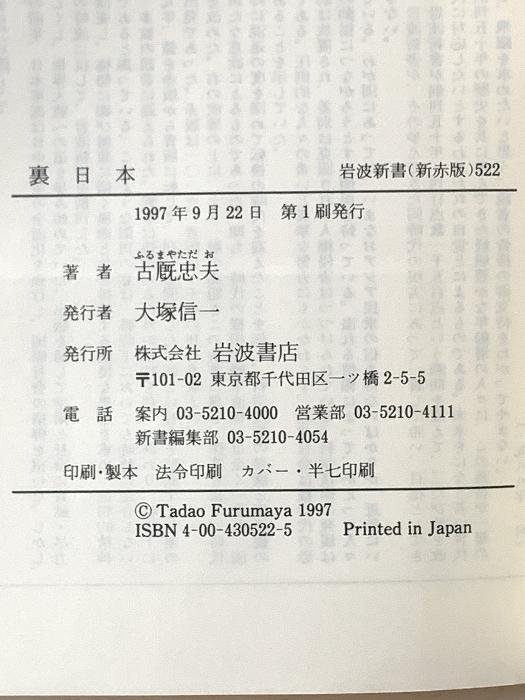 裏日本 岩波新書(新赤版)522
1997年9月22日 第1刷発行
ふるまやただお
著者 古厩忠夫
発行者 大塚信一
発行所 株式会社 岩波書店
〒101-02 東京都千代田区一ツ橋2-5-5
電話 案内 03-5210-4000 営業部 03-5210-4111
新書編集部 03-5210-4054
印刷・製本 法令印刷 カバー・半七印刷
© Tadao Furumaya 1997
ISBN 4-00-430522-5 Printed in Japan